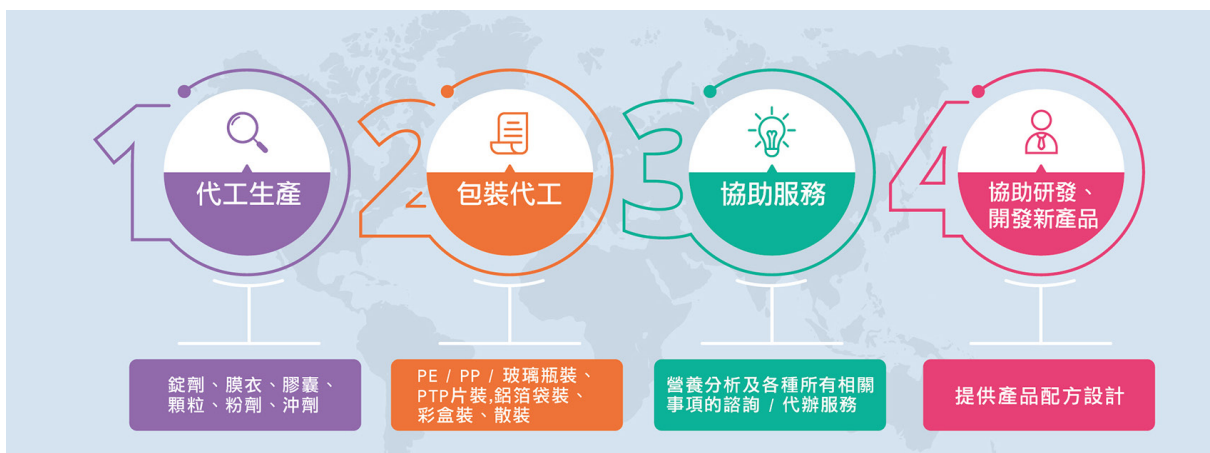 1
代工生產
錠劑、膜衣、膠囊、
顆粒、粉劑、沖劑
2
包裝代工
PE / PP / 玻璃瓶裝、
PTP片裝,鋁箔袋裝、
彩盒裝、散裝
3
協助服務
營養分析及各種所有相關
事項的諮詢 / 代辦服務
4
協助研發、
開發新產品
提供產品配方設計